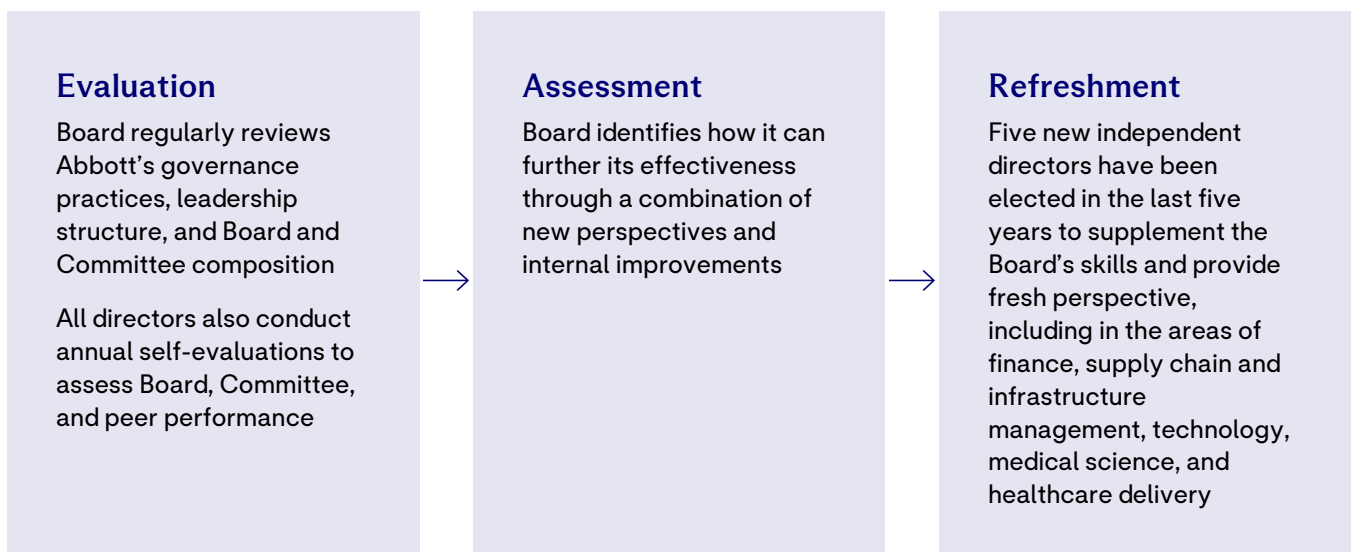 Evaluation
Board regularly reviews
Abbott’s governance
practices, leadership
structure, and Board and
Committee composition
All directors also conduct
annual self-evaluations to
assess Board, Committee,
and peer performance
Assessment
Board identifies how it can
further its effectiveness
through a combination of
new perspectives and
internal improvements
Refreshment
Five new independent
directors have been
elected in the last five
years to supplement the
Board’s skills and provide
fresh perspective,
including in the areas of
finance, supply chain and
infrastructure
management, technology,
medical science, and
healthcare delivery